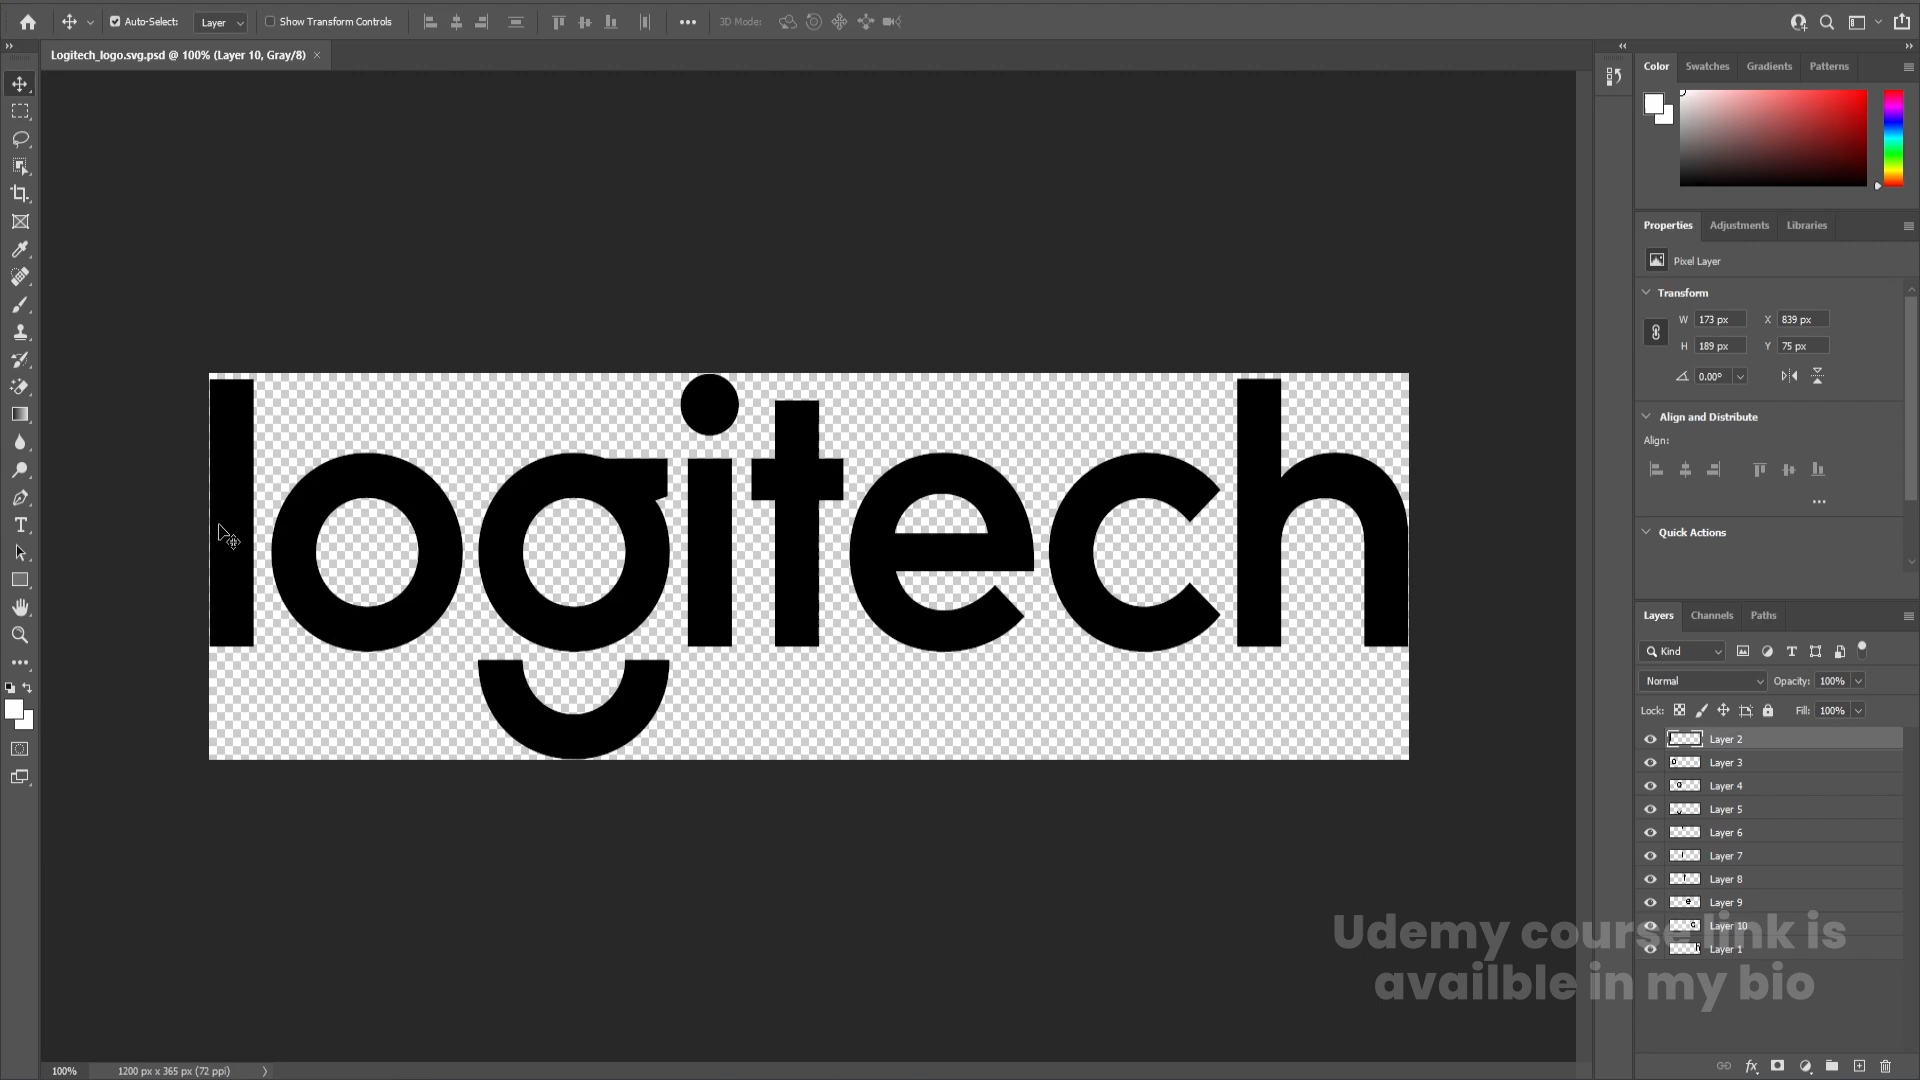 Auto-Select: Layer Show Transform Controls 3D Mode:
Logitech_logo.svg.psd @ 100% (Layer 10, Gray/8) ×
Color Swatches Gradients Patterns
Properties Adjustments Libraries
Pixel Layer
Transform
W 173 px X 839 px
H 189 px Y 75 px
0.00°
Align and Distribute
Align:
Quick Actions
logitech
Layers Channels Paths
Kind
Normal Opacity: 100%
Lock: Fill: 100%
Layer 2
Layer 3
Layer 4
Layer 5
Layer 6
Layer 7
Layer 8
Layer 9
Layer 10
Layer 1
Udemy course link is
availble in my bio
100% 1200 px x 365 px (72 ppi)